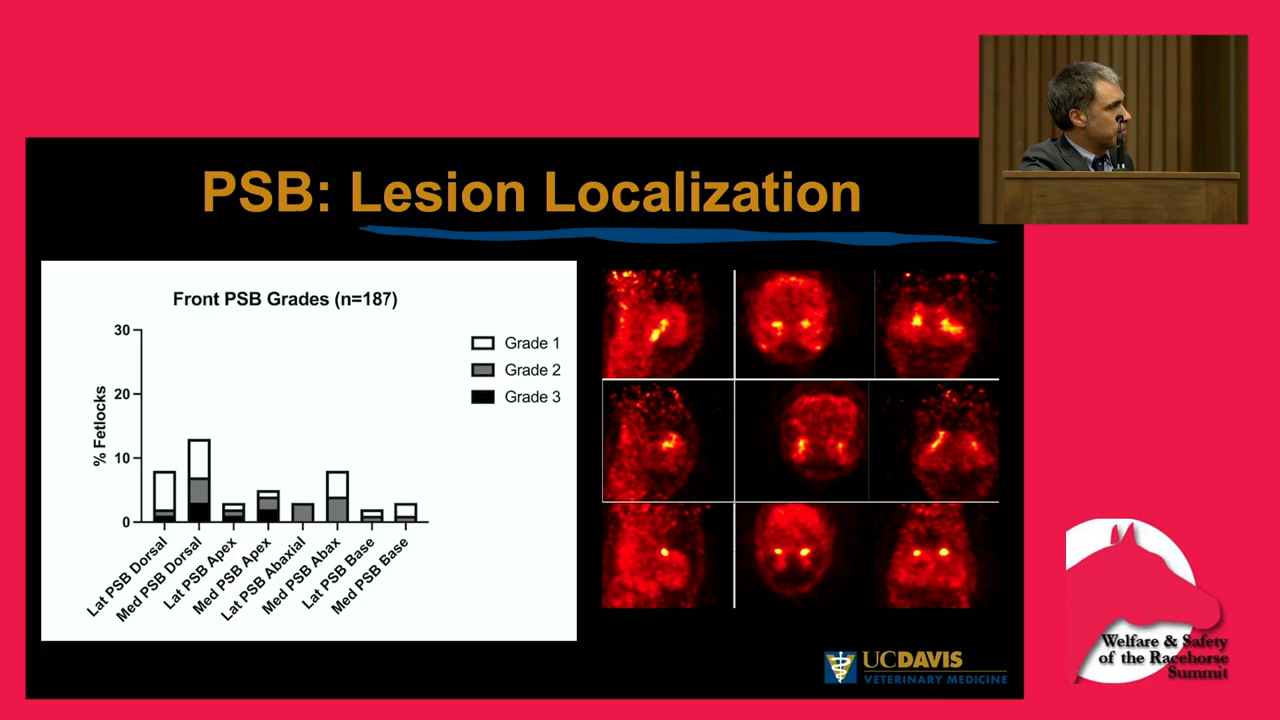 PSB: Lesion Localization
Front PSB Grades (n=187)
30
20
10
0
% Fetlocks
Grade 1
Grade 2
Grade 3
Lat PSB Dorsal
Med PSB Dorsal
Lat PSB Apex
Med PSB Apex
Lat PSB Abaxial
Med PSB Abax
Lat PSB Base
Med PSB Base
UCDAVIS
VETERINARY MEDICINE
Welfare & Safety
of the Racehorse
Summit